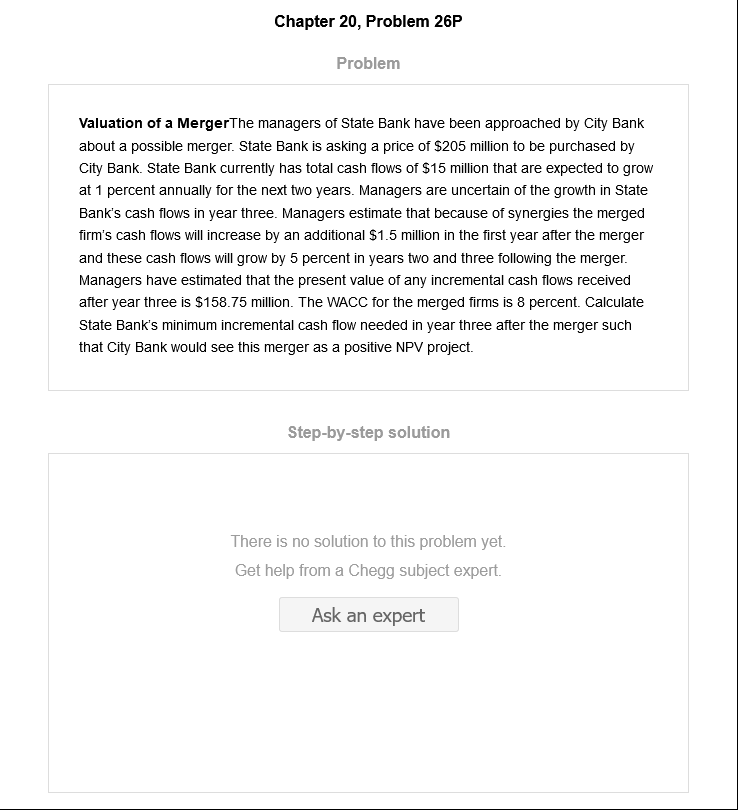 Chapter 20, Problem 26P
Problem
Valuation of a MergerThe managers of State Bank have been approached by City Bank
about a possible merger. State Bank is asking a price of $205 million to be purchased by
City Bank. State Bank currently has total cash flows of $15 million that are expected to grow
at 1 percent annually for the next two years. Managers are uncertain of the growth in State
Bank's cash flows in year three. Managers estimate that because of synergies the merged
firm's cash flows will increase by an additional $1.5 million in the first year after the merger
and these cash flows will grow by 5 percent in years two and three following the merger.
Managers have estimated that the present value of any incremental cash flows received
after year three is $158.75 million. The WACC for the merged firms is 8 percent. Calculate
State Bank's minimum incremental cash flow needed in year three after the merger such
that City Bank would see this merger as a positive NPV project.
Step-by-step solution
There is no solution to this problem yet.
Get help from a Chegg subject expert.
Ask an expert